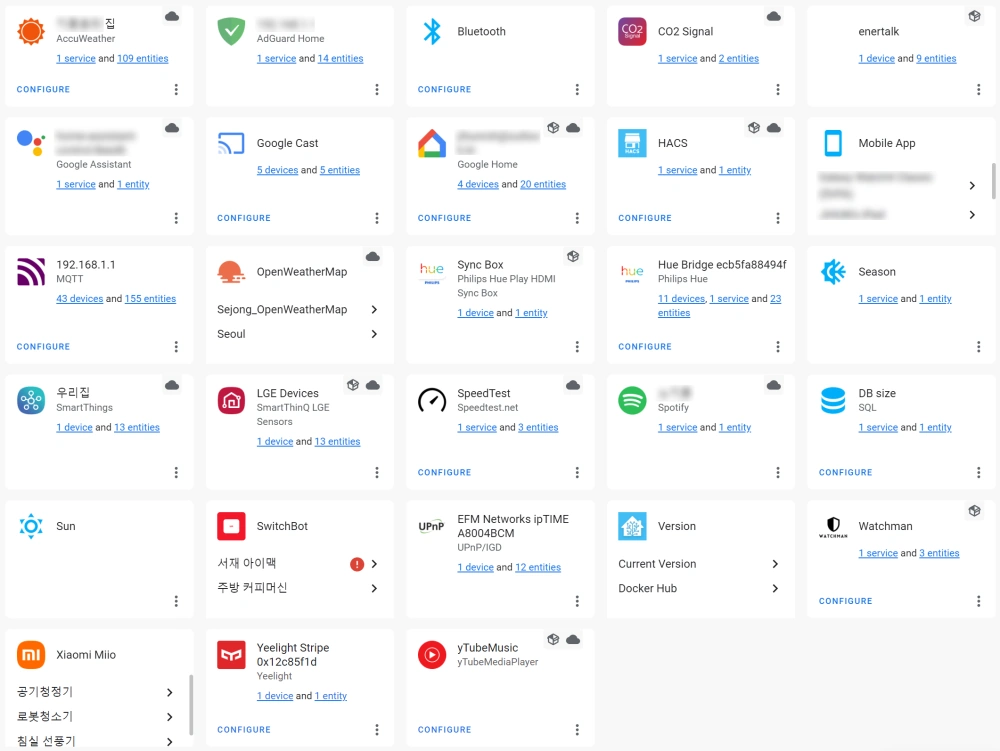 집
AccuWeather
1 service and 109 entities
CONFIGURE
AdGuard Home
1 service and 14 entities
Bluetooth
CONFIGURE
CO2
Signal
CO2 Signal
1 service and 2 entities
enertalk
1 device and 9 entities
Google Assistant
1 service and 1 entity
Google Cast
5 devices and 5 entities
CONFIGURE
Google Home
4 devices and 20 entities
CONFIGURE
HACS
HACS
1 service and 1 entity
CONFIGURE
Mobile App
192.168.1.1
MQTT
43 devices and 155 entities
CONFIGURE
OpenWeatherMap
Sejong_OpenWeatherMap
Seoul
hue
PHILIPS
Sync Box
Philips Hue Play HDMI
Sync Box
1 device and 1 entity
hue
PHILIPS
Hue Bridge ecb5fa88494f
Philips Hue
11 devices, 1 service and 23
entities
CONFIGURE
Season
1 service and 1 entity
우리집
SmartThings
1 device and 13 entities
LGE Devices
SmartThinQ LGE
Sensors
1 device and 13 entities
SpeedTest
Speedtest.net
1 service and 3 entities
CONFIGURE
Spotify
1 service and 1 entity
DB size
SQL
1 service and 1 entity
CONFIGURE
Sun
SwitchBot
서재 아이맥
주방 커피머신
UPnP
EFM Networks ipTIME
A8004BCM
UPnP/IGD
1 device and 12 entities
Version
Current Version
Docker Hub
WATCHMAN
Watchman
1 service and 3 entities
CONFIGURE
mi
Xiaomi Miio
공기청정기
로봇청소기
침실 선풍기
Yeelight Stripe
0x12c85f1d
Yeelight
1 device and 1 entity
CONFIGURE
yTubeMusic
yTubeMediaPlayer
CONFIGURE